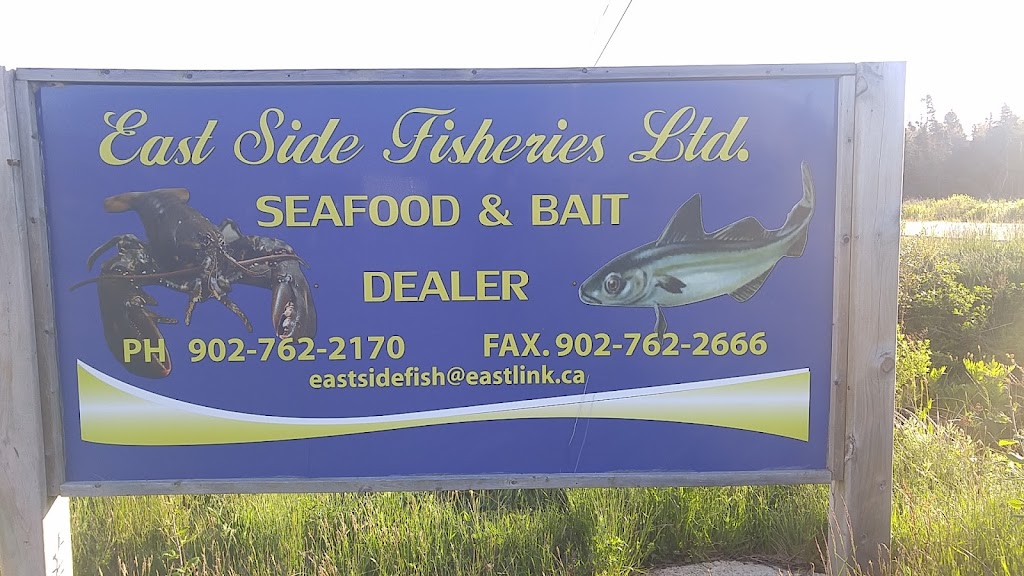 East Side Fisheries Ltd.
SEAFOOD & BAIT
DEALER
PH 902-762-2170 FAX. 902-762-2666
eastsidefish@eastlink.ca